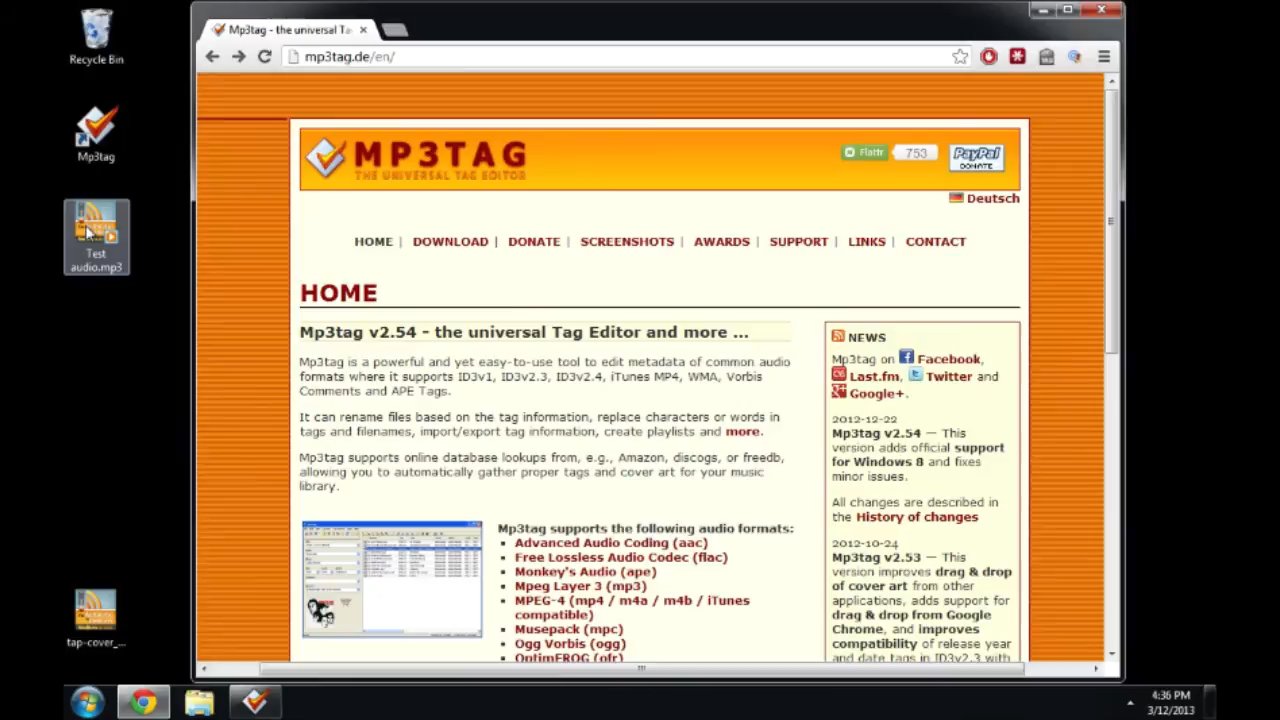 Recycle Bin
Mp3tag
Test
audio.mp3
tap-cover_...
Mp3tag - the universal Ta
mp3tag.de/en/
MP3TAG
THE UNIVERSAL TAG EDITOR
Flattr 753
PayPal
DONATE
Deutsch
HOME | DOWNLOAD | DONATE | SCREENSHOTS | AWARDS | SUPPORT | LINKS | CONTACT
HOME
Mp3tag v2.54 - the universal Tag Editor and more ...
Mp3tag is a powerful and yet easy-to-use tool to edit metadata of common audio
formats where it supports ID3v1, ID3v2.3, ID3v2.4, iTunes MP4, WMA, Vorbis
Comments and APE Tags.
It can rename files based on the tag information, replace characters or words in
tags and filenames, import/export tag information, create playlists and more.
Mp3tag supports online database lookups from, e.g., Amazon, discogs, or freedb,
allowing you to automatically gather proper tags and cover art for your music
library.
Mp3tag supports the following audio formats:
Advanced Audio Coding (aac)
Free Lossless Audio Codec (flac)
Monkey's Audio (ape)
Mpeg Layer 3 (mp3)
MPEG-4 (mp4 / m4a / m4b / iTunes
compatible)
Musepack (mpc)
Ogg Vorbis (ogg)
OptimFROG (ofr)
NEWS
Mp3tag on Facebook,
Last.fm, Twitter and
Google+.
2012-12-22
Mp3tag v2.54 — This
version adds official support
for Windows 8 and fixes
minor issues.
All changes are described in
the History of changes
2012-10-24
Mp3tag v2.53 — This
version improves drag & drop
of cover art from other
applications, adds support for
drag & drop from Google
Chrome, and improves
compatibility of release year
and date tags in ID3v2.3 with
4:36 PM
3/12/2013